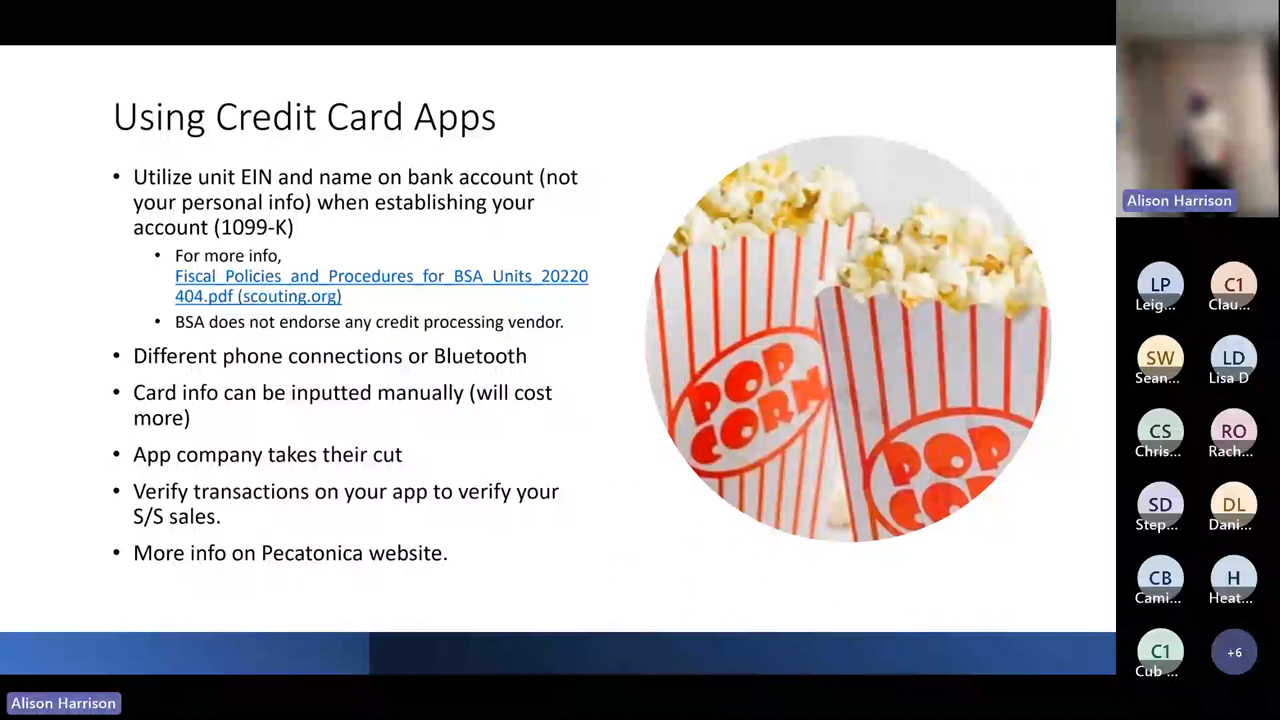 Using Credit Card Apps
• Utilize unit EIN and name on bank account (not
your personal info) when establishing your
account (1099-K)
• For more info,
Fiscal_Policies_and_Procedures_for_BSA_Units_20220
404.pdf (scouting.org)
• BSA does not endorse any credit processing vendor.
• Different phone connections or Bluetooth
• Card info can be inputted manually (will cost
more)
• App company takes their cut
• Verify transactions on your app to verify your
S/S sales.
• More info on Pecatonica website.
POP
CORN
POP
Alison Harrison
LP
C1
Leig...
Clau...
SW
LD
Sean...
Lisa D
CS
RO
Chris...
Rach...
SD
DL
Step...
Dani...
CB
H
Cami...
Heat...
C1
+6
Cub ...
Alison Harrison